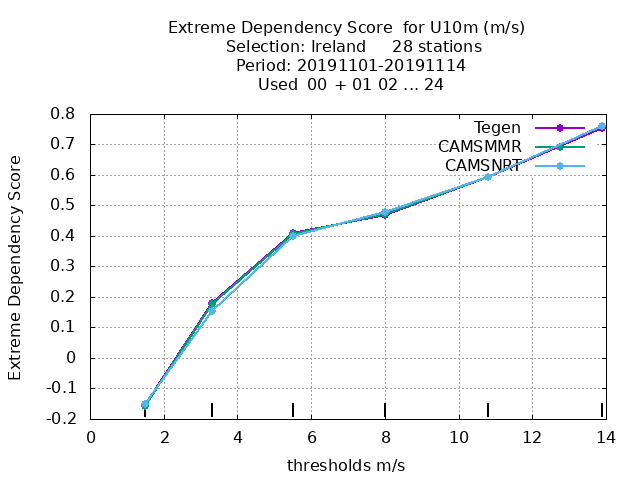 Extreme Dependency Score for U10m (m/s)
Selection: Ireland 28 stations
Period: 20191101-20191114
Used 00 + 01 02 ... 24
Extreme Dependency Score
0.8
0.7
0.6
0.5
0.4
0.3
0.2
0.1
0
-0.1
-0.2
Tegen
CAMSMMR
CAMSNRT
0 2 4 6 8 10 12 14
thresholds m/s